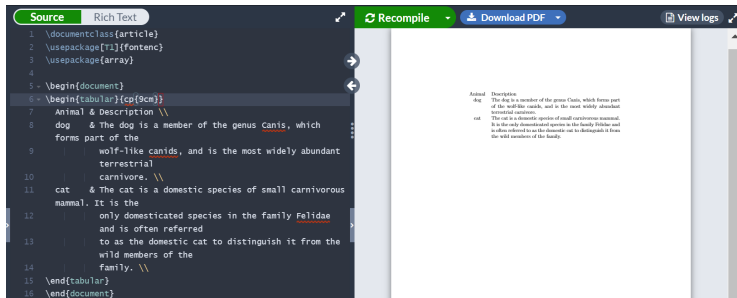 Source Rich Text
Recompile Download PDF View logs
1 \documentclass{article}
2 \usepackage[T1]{fontenc}
3 \usepackage{array}
4
5 \begin{document}
6 \begin{tabular}{cp{9cm}}
7 Animal & Description \\
8 dog & The dog is a member of the genus Canis, which
forms part of the
9 wolf-like canids, and is the most widely abundant
terrestrial
10 carnivore. \\
11 cat & The cat is a domestic species of small carnivorous
mammal. It is the
12 only domesticated species in the family Felidae
and is often referred
13 to as the domestic cat to distinguish it from the
wild members of the
14 family. \\
15 \end{tabular}
16 \end{document}
Animal Description
dog The dog is a member of the genus Canis, which forms part
of the wolf-like canids, and is the most widely abundant
terrestrial carnivore.
cat The cat is a domestic species of small carnivorous mammal.
It is the only domesticated species in the family Felidae and
is often referred to as the domestic cat to distinguish it from
the wild members of the family.